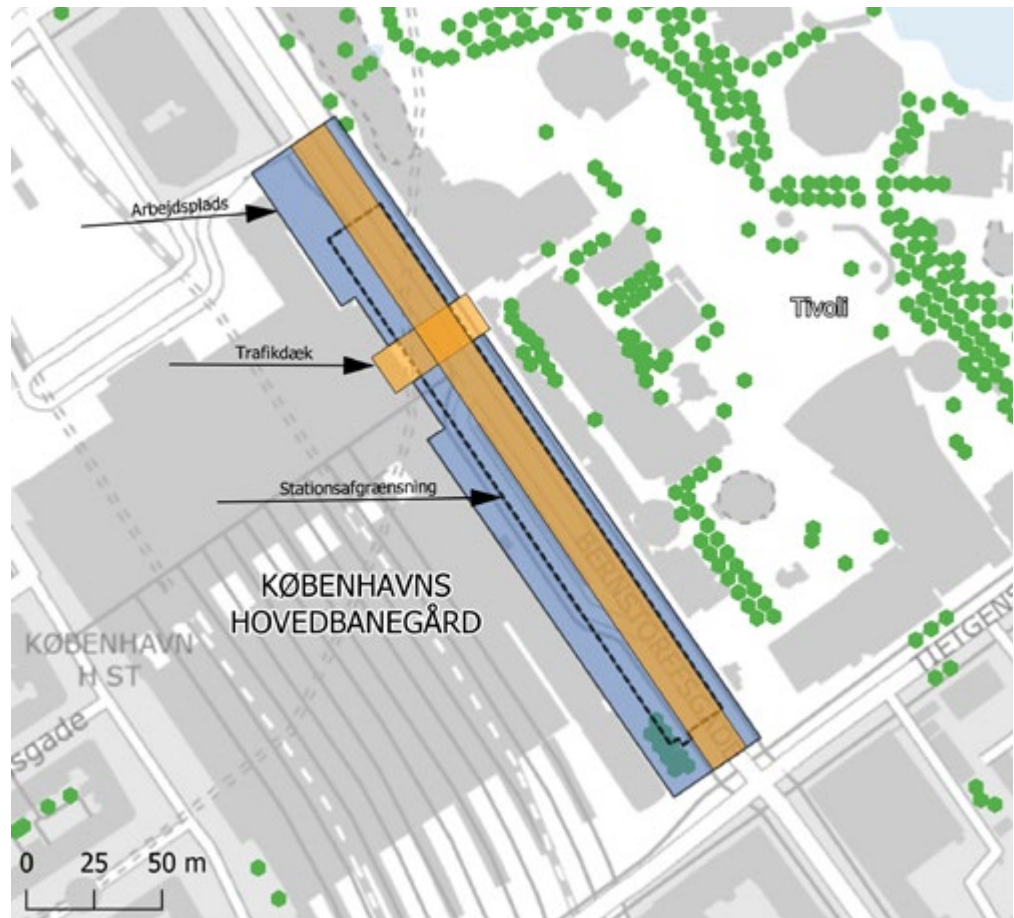 Arbejdsplads
Tivoli
Trafikdæk
Stationsafgrænsning
BERNSTORFFSGADE
KØBENHAVNS
HOVEDBANEGÅRD
KØBENHAVN
H ST
TIETGENS
sgade
0 25 50 m